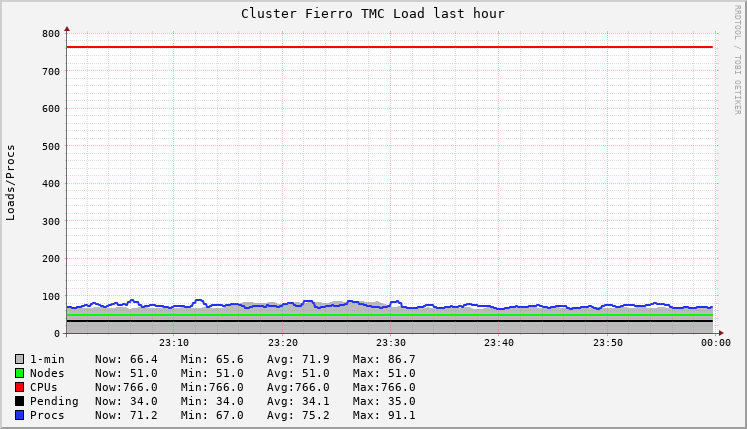 Cluster Fierro TMC Load last hour
RRDTOOL / TOBI OETIKER
Loads/Procs
800
700
600
500
400
300
200
100
0
23:10 23:20 23:30 23:40 23:50 00:00
1-min Now: 66.4 Min: 65.6 Avg: 71.9 Max: 86.7
Nodes Now: 51.0 Min: 51.0 Avg: 51.0 Max: 51.0
CPUs Now:766.0 Min:766.0 Avg:766.0 Max:766.0
Pending Now: 34.0 Min: 34.0 Avg: 34.1 Max: 35.0
Procs Now: 71.2 Min: 67.0 Avg: 75.2 Max: 91.1